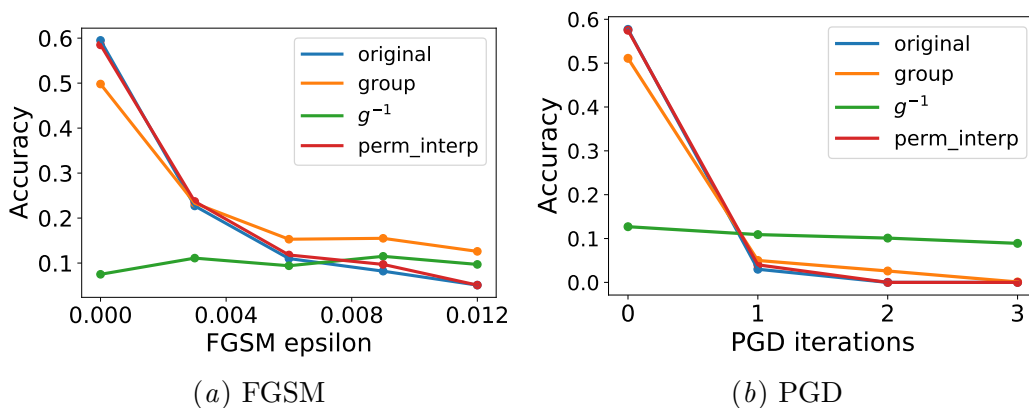 0.6
0.5
0.4
0.3
0.2
0.1
Accuracy
original
group
g⁻¹
perm_interp
0.000
0.004
0.008
0.012
FGSM epsilon
(a) FGSM
0.6
0.5
0.4
0.3
0.2
0.1
0.0
Accuracy
original
group
g⁻¹
perm_interp
0
1
2
3
PGD iterations
(b) PGD